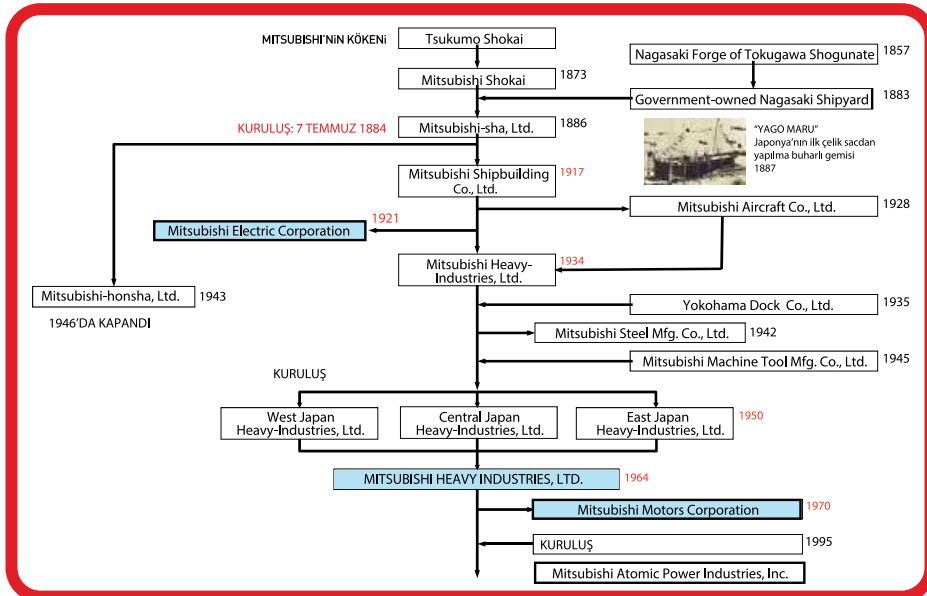 MITSUBISHI'NiN KÖKENi
Tsukumo Shokai
Nagasaki Forge of Tokugawa Shogunate
1857
Mitsubishi Shokai
1873
Government-owned Nagasaki Shipyard
1883
KURULUŞ: 7 TEMMUZ 1884
Mitsubishi-sha, Ltd.
1886
"YAGO MARU"
Japonya'nın ilk çelik sacdan
yapılma buharlı gemisi
1887
Mitsubishi Shipbuilding
Co., Ltd.
1917
Mitsubishi Aircraft Co., Ltd.
1928
1921
Mitsubishi Electric Corporation
Mitsubishi Heavy-
Industries, Ltd.
1934
Mitsubishi-honsha, Ltd.
1943
1946'DA KAPANDI
Yokohama Dock Co., Ltd.
1935
Mitsubishi Steel Mfg. Co., Ltd.
1942
Mitsubishi Machine Tool Mfg. Co., Ltd.
1945
KURULUŞ
West Japan
Heavy-Industries, Ltd.
Central Japan
Heavy-Industries, Ltd.
East Japan
Heavy-Industries, Ltd.
1950
MITSUBISHI HEAVY INDUSTRIES, LTD.
1964
Mitsubishi Motors Corporation
1970
KURULUŞ
1995
Mitsubishi Atomic Power Industries, Inc.